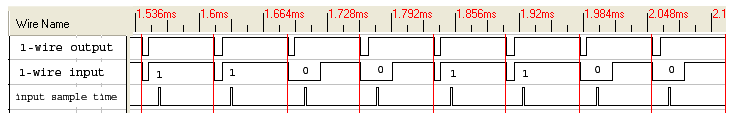 Wire Name 1.536ms 1.6ms 1.664ms 1.728ms 1.792ms 1.856ms 1.92ms 1.984ms 2.048ms 2.1
1-wire output
1-wire input 1 1 0 0 1 1 0 0
input sample time